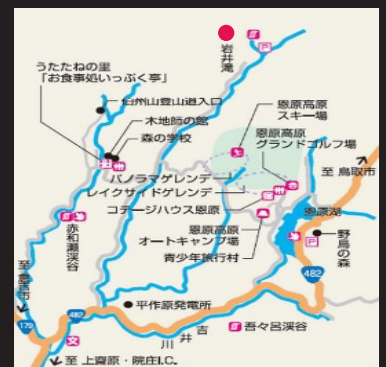 岩井滝
うたたねの里
「お食事処いっぷく亭」
伯州山登山道入口
木地師の館
森の学校
恩原高原
スキー場
恩原高原
グランドゴルフ場
至 鳥取市
パノラマゲレンデ
レイクサイドゲレンデ
コテージハウス恩原
恩原湖
赤和瀬渓谷
恩原高原
オートキャンプ場
青少年旅行村
野鳥の森
P
P
482
至 倉吉市
179
482
平作原発電所
吉井川
吾々呂渓谷
文
至 上齋原・院庄I.C.